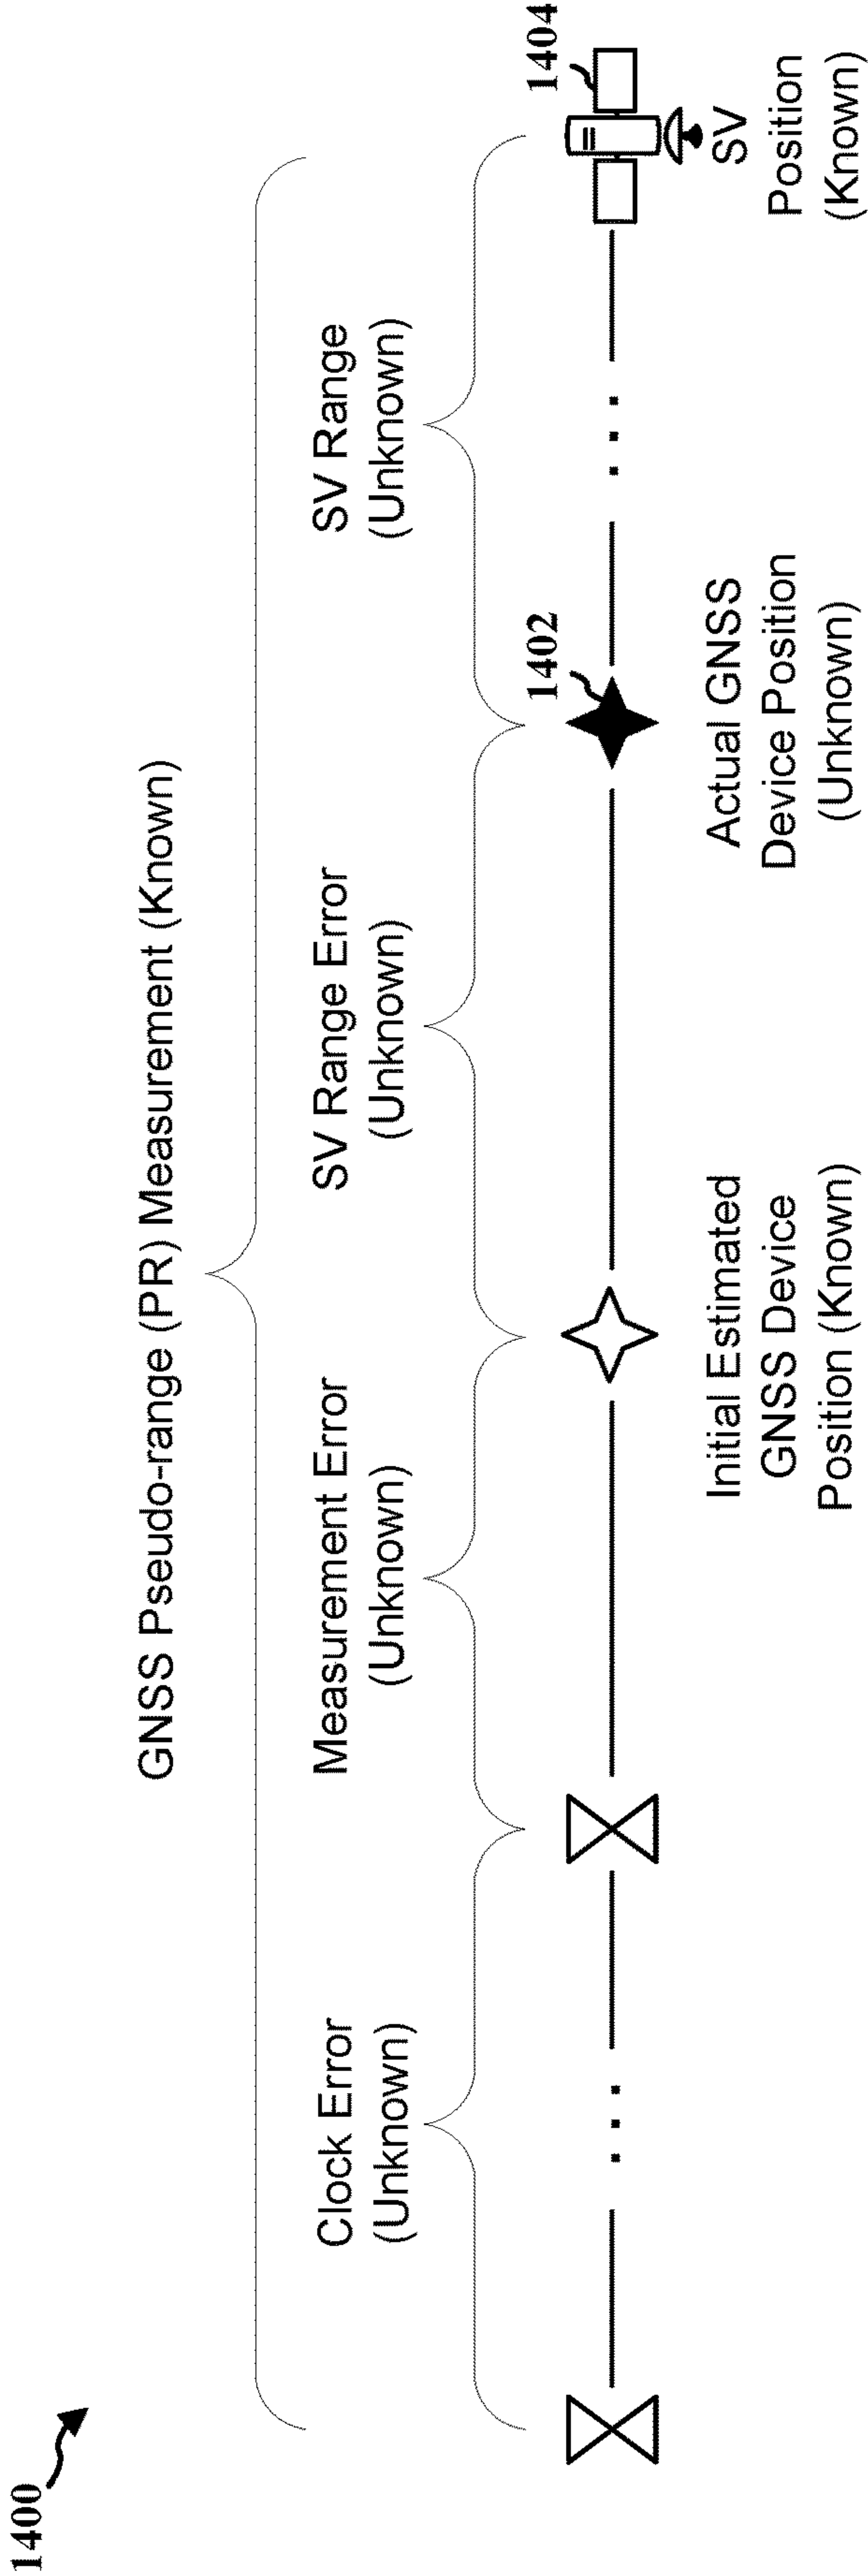 1400
GNSS Pseudo-range (PR) Measurement (Known)
Clock Error
(Unknown)
Measurement Error
(Unknown)
SV Range Error
(Unknown)
SV Range
(Unknown)
1402
1404
Initial Estimated
GNSS Device
Position (Known)
Actual GNSS
Device Position
(Unknown)
SV
Position
(Known)